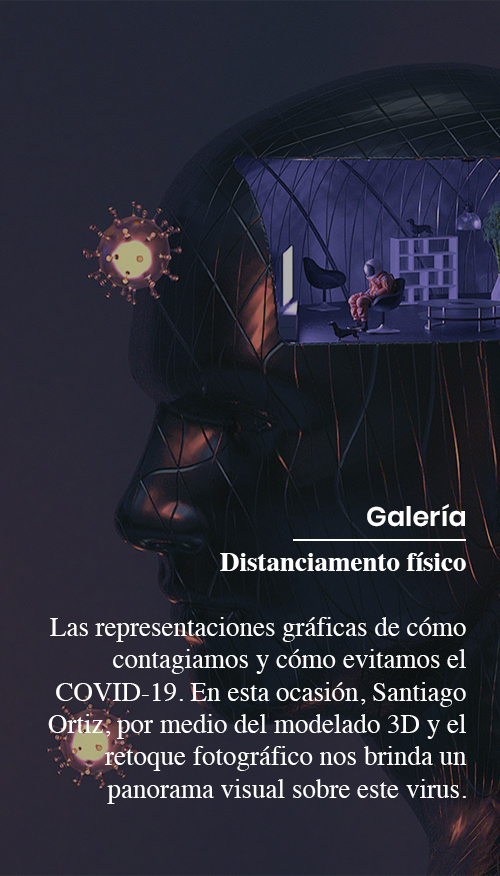 Galería
Distanciamento físico
Las representaciones gráficas de cómo
contagiamos y cómo evitamos el
COVID-19. En esta ocasión, Santiago
Ortiz, por medio del modelado 3D y el
retoque fotográfico nos brinda un
panorama visual sobre este virus.